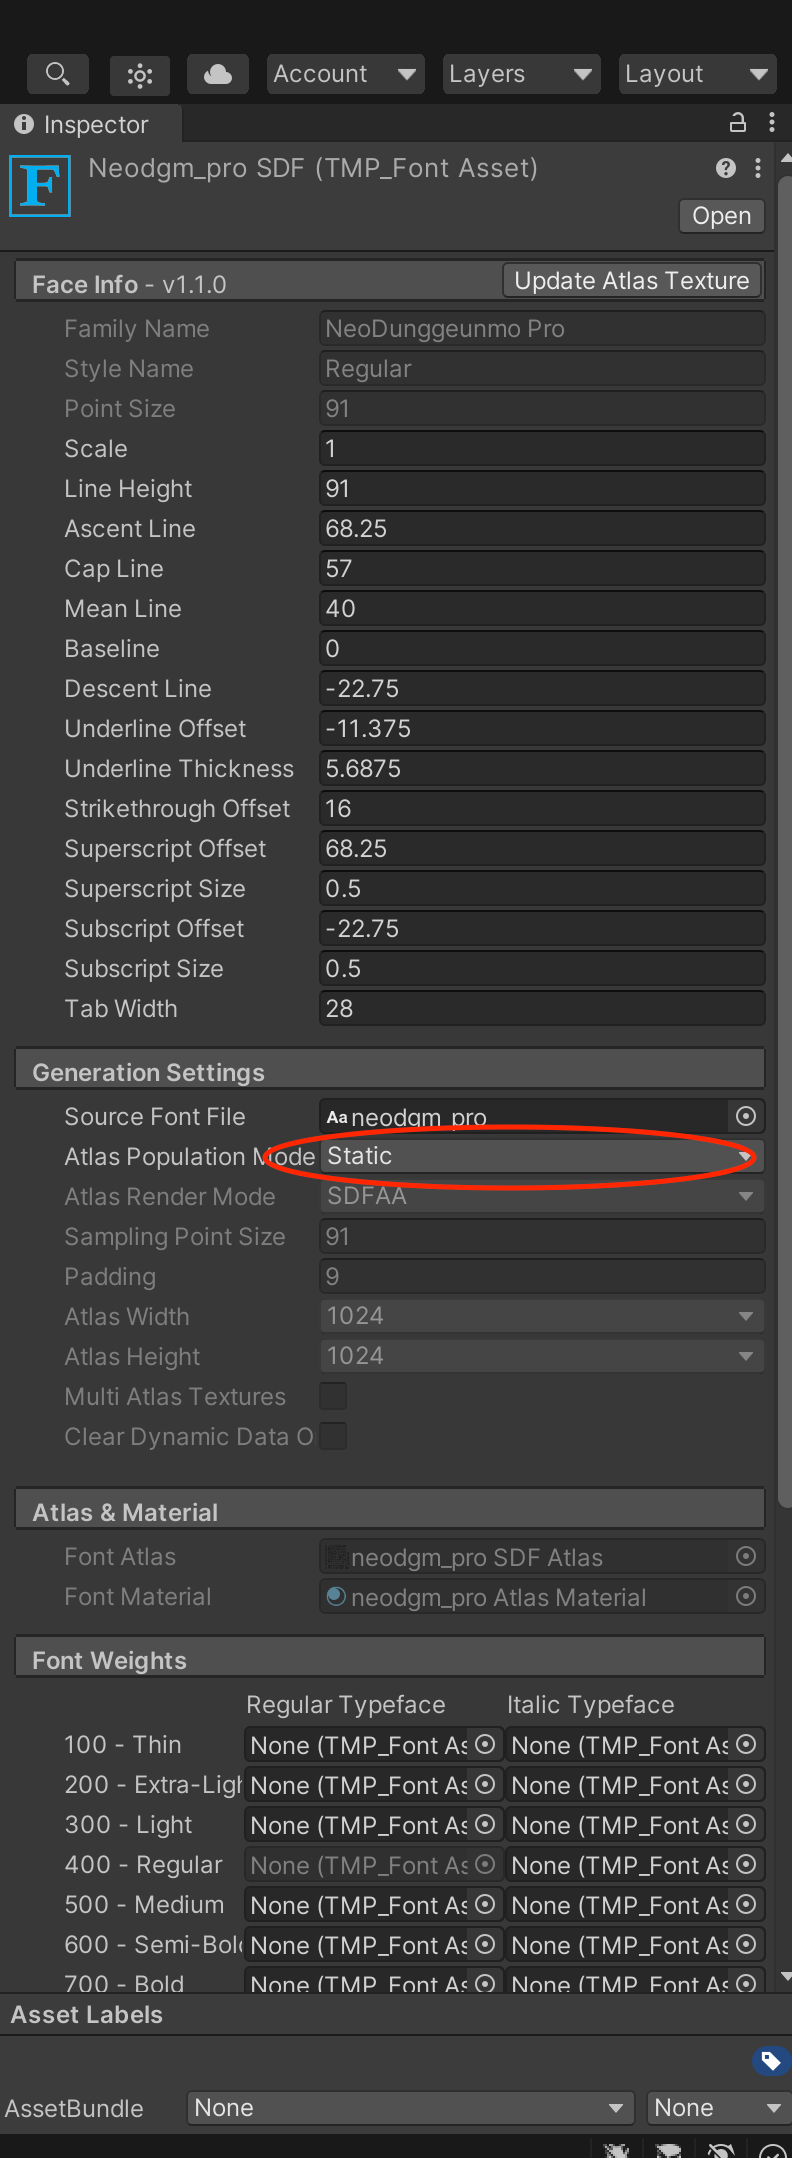 Account
Layers
Layout
Inspector
F
Neodgm_pro SDF (TMP_Font Asset)
Open
Face Info - v1.1.0
Update Atlas Texture
Family Name NeoDunggeunmo Pro
Style Name Regular
Point Size 91
Scale 1
Line Height 91
Ascent Line 68.25
Cap Line 57
Mean Line 40
Baseline 0
Descent Line -22.75
Underline Offset -11.375
Underline Thickness 5.6875
Strikethrough Offset 16
Superscript Offset 68.25
Superscript Size 0.5
Subscript Offset -22.75
Subscript Size 0.5
Tab Width 28
Generation Settings
Source Font File Aa neodgm_pro
Atlas Population Mode Static
Atlas Render Mode SDFAA
Sampling Point Size 91
Padding 9
Atlas Width 1024
Atlas Height 1024
Multi Atlas Textures
Clear Dynamic Data O
Atlas & Material
Font Atlas neodgm_pro SDF Atlas
Font Material neodgm_pro Atlas Material
Font Weights
Regular Typeface Italic Typeface
100 - Thin None (TMP_Font As None (TMP_Font As
200 - Extra-Ligh None (TMP_Font As None (TMP_Font As
300 - Light None (TMP_Font As None (TMP_Font As
400 - Regular None (TMP_Font As None (TMP_Font As
500 - Medium None (TMP_Font As None (TMP_Font As
600 - Semi-Bol None (TMP_Font As None (TMP_Font As
700 - Bold None (TMP_Font As None (TMP_Font As
Asset Labels
AssetBundle None None